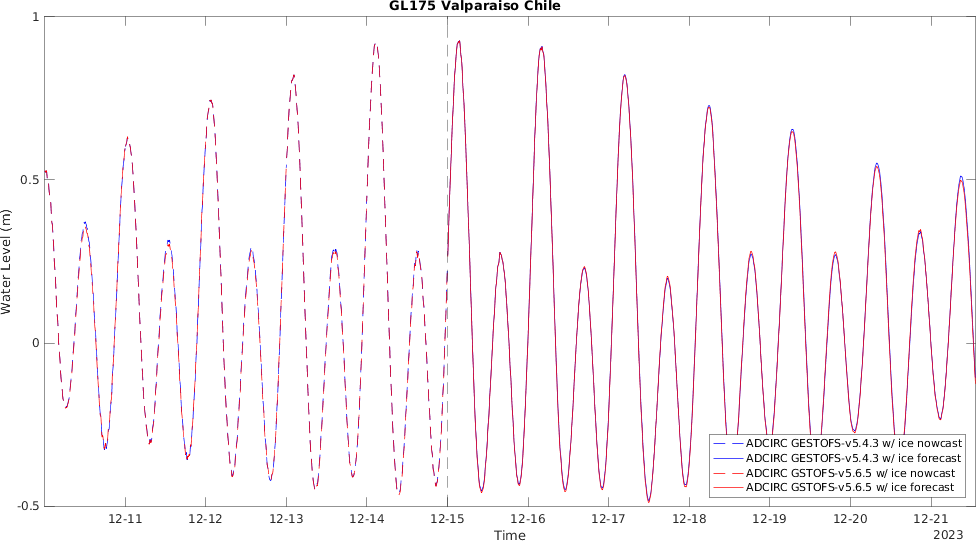 GL175 Valparaiso Chile
1
0.5
0
-0.5
Water Level (m)
ADCIRC GESTOFS-v5.4.3 w/ ice nowcast
ADCIRC GESTOFS-v5.4.3 w/ ice forecast
ADCIRC GSTOFS-v5.6.5 w/ ice nowcast
ADCIRC GSTOFS-v5.6.5 w/ ice forecast
12-11 12-12 12-13 12-14 12-15 12-16 12-17 12-18 12-19 12-20 12-21
Time
2023